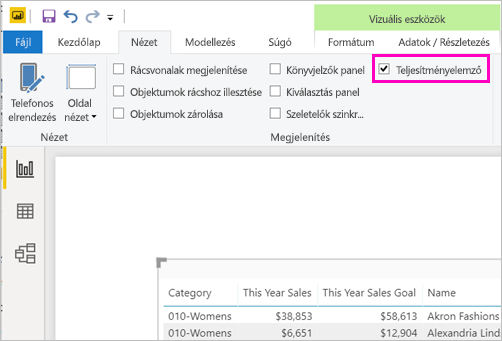 Vizuális eszközök
Fájl Kezdőlap Nézet Modellezés Súgó Formátum Adatok / Részletezés
Telefonos elrendezés
Oldal nézet
Rácsvonalak megjelenítése
Objektumok rácshoz illesztése
Objektumok zárolása
Könyvjelzők panel
Kiválasztás panel
Szeletelők szinkr...
Teljesítményelemző
Nézet Megjelenítés
Category This Year Sales This Year Sales Goal Name
010-Womens $38,853 $58,613 Akron Fashions
010-Womens $6,651 $12,904 Alexandria Lind